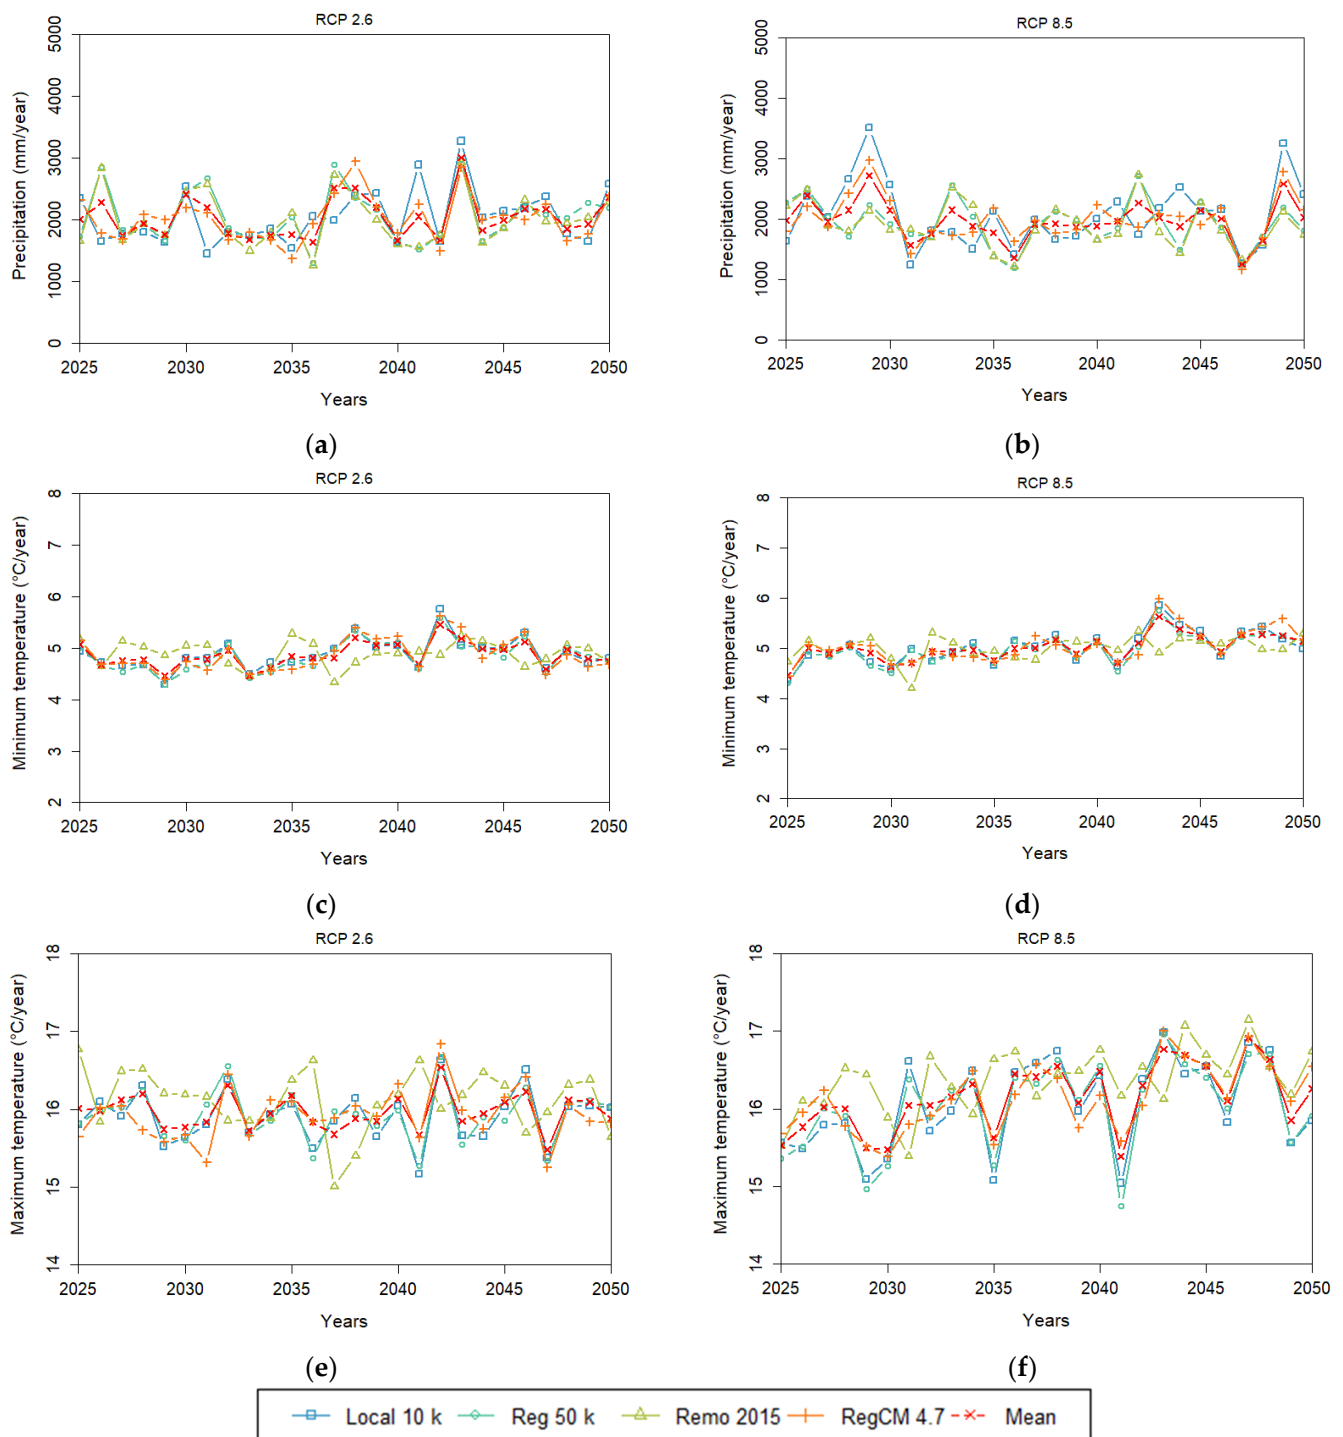 RCP 2.6
Precipitation (mm/year)
5000
4000
3000
2000
1000
0
2025 2030 2035 2040 2045 2050
Years
(a)
RCP 8.5
Precipitation (mm/year)
5000
4000
3000
2000
1000
0
2025 2030 2035 2040 2045 2050
Years
(b)
RCP 2.6
Minimum temperature (°C/year)
8
7
6
5
4
3
2
2025 2030 2035 2040 2045 2050
Years
(c)
RCP 8.5
Minimum temperature (°C/year)
8
7
6
5
4
3
2
2025 2030 2035 2040 2045 2050
Years
(d)
RCP 2.6
Maximum temperature (°C/year)
18
17
16
15
14
2025 2030 2035 2040 2045 2050
Years
(e)
RCP 8.5
Maximum temperature (°C/year)
18
17
16
15
14
2025 2030 2035 2040 2045 2050
Years
(f)
Local 10 k Reg 50 k Remo 2015 RegCM 4.7 Mean